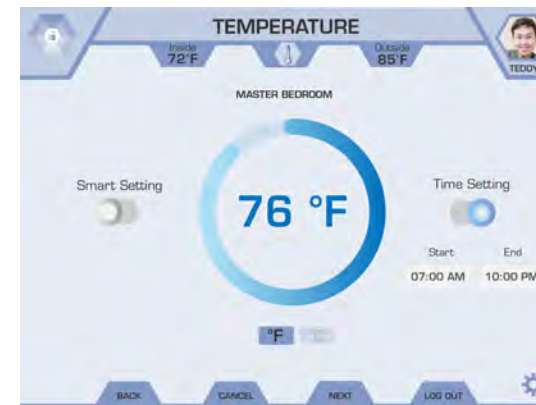 TEMPERATURE
Inside
72°F
Outside
85°F
TEDDY
MASTER BEDROOM
Smart Setting
76 °F
Time Setting
Start End
07:00 AM 10:00 PM
°F
BACK CANCEL NEXT LOG OUT